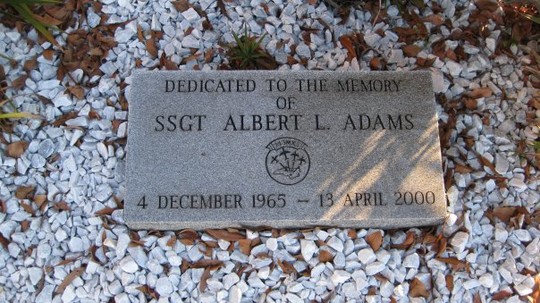 DEDICATED TO THE MEMORY
OF
SSGT ALBERT L. ADAMS
4 DECEMBER 1965 – 13 APRIL 2000